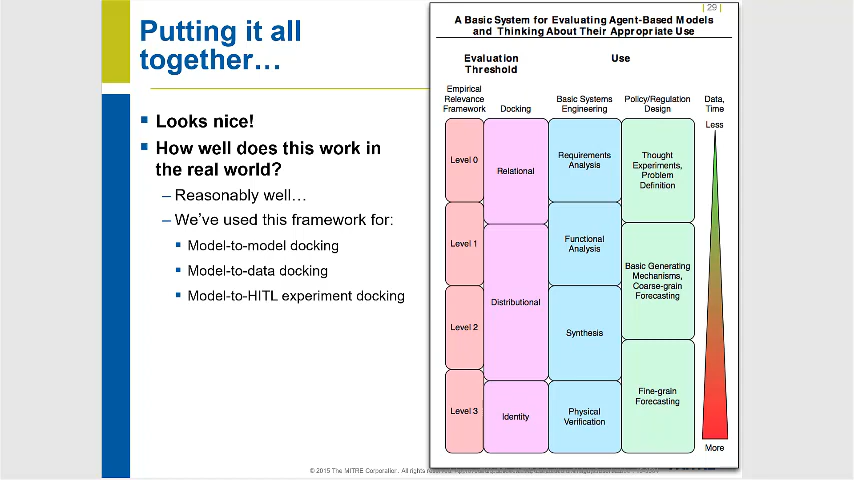 Putting it all
together…
Looks nice!
How well does this work in
the real world?
– Reasonably well…
– We've used this framework for:
Model-to-model docking
Model-to-data docking
Model-to-HITL experiment docking
| 29 |
A Basic System for Evaluating Agent-Based Models
and Thinking About Their Appropriate Use
Evaluation
Threshold
Use
Empirical
Relevance
Framework
Docking
Basic Systems
Engineering
Policy/Regulation
Design
Data,
Time
Less
Level 0
Relational
Requirements
Analysis
Thought
Experiments,
Problem
Definition
Level 1
Functional
Analysis
Basic Generating
Mechanisms,
Coarse-grain
Forecasting
Distributional
Level 2
Synthesis
Level 3
Identity
Physical
Verification
Fine-grain
Forecasting
More
© 2015 The MITRE Corporation. All rights